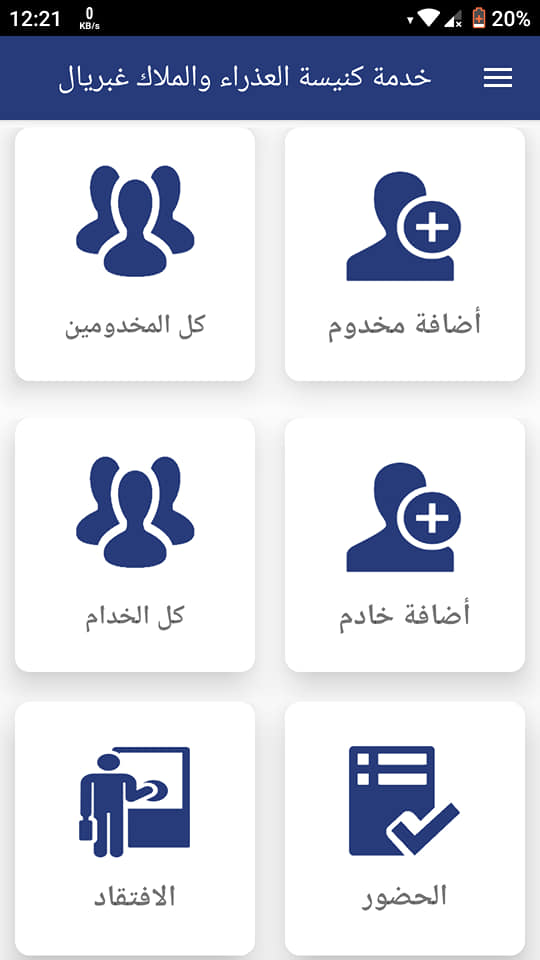 12:21 0 KB/s 20%
خدمة كنيسة العذراء والملاك غبريال
أضافة مخدوم
كل المخدومين
أضافة خادم
كل الخدام
الحضور
الافتقاد